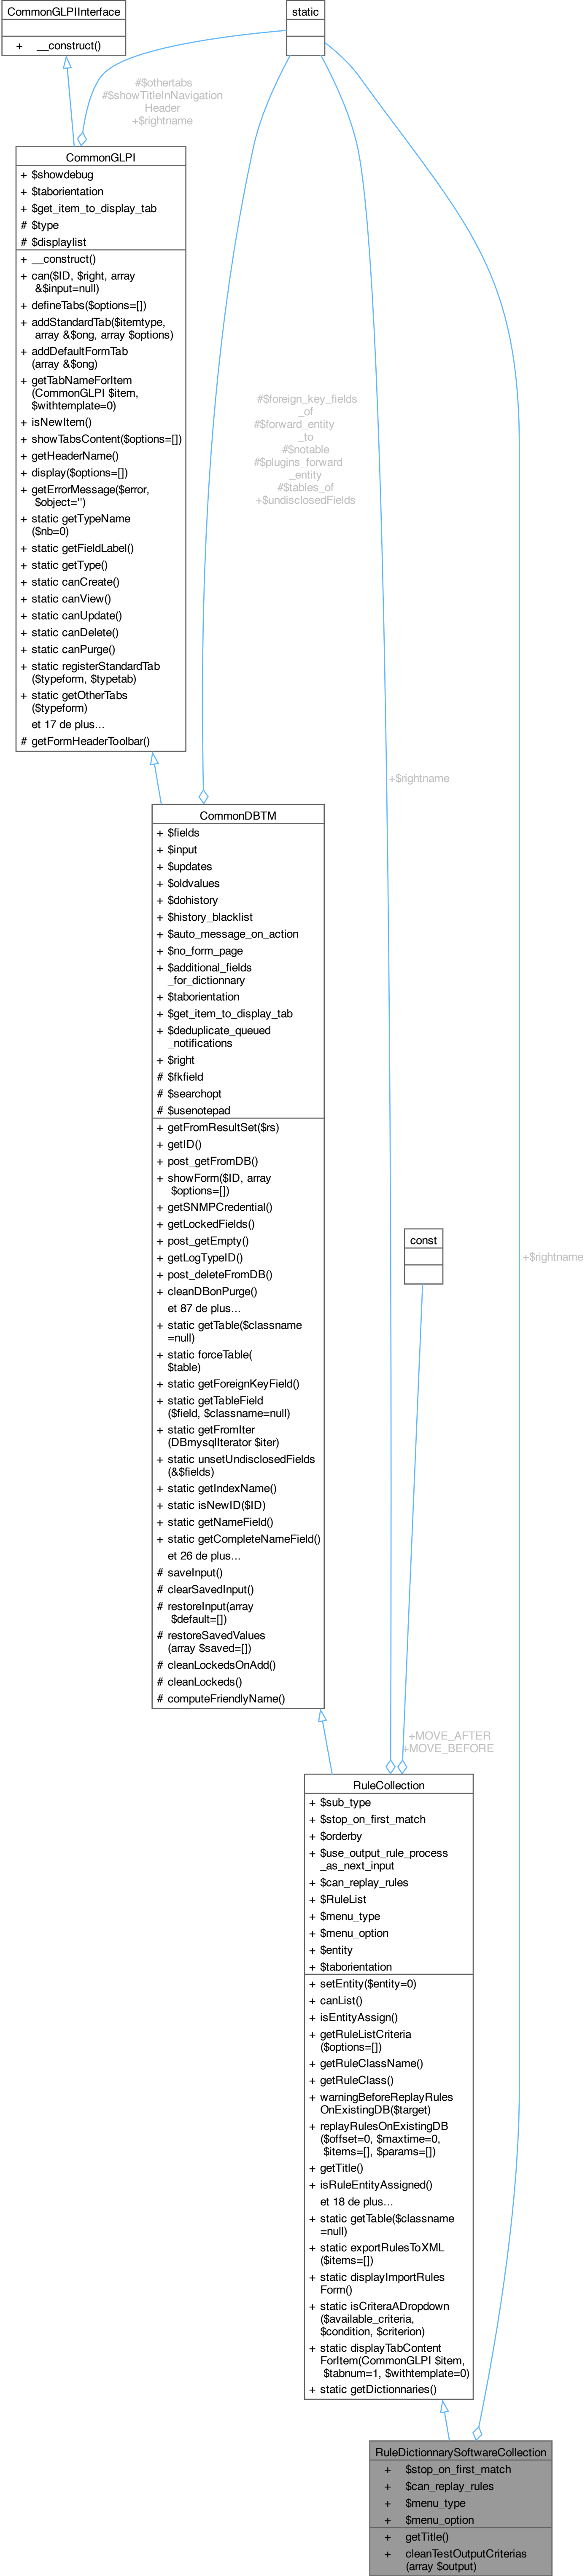 CommonGLPIInterface
+ __construct()
static
#$othertabs
#$showTitleInNavigation
Header
+$rightname
CommonGLPI
+ $showdebug
+ $taborientation
+ $get_item_to_display_tab
# $type
# $displaylist
+ __construct()
+ can($ID, $right, array
&$input=null)
+ defineTabs($options=[])
+ addStandardTab($itemtype,
array &$ong, array $options)
+ addDefaultFormTab
(array &$ong)
+ getTabNameForItem
(CommonGLPI $item,
$withtemplate=0)
+ isNewItem()
+ showTabsContent($options=[])
+ getHeaderName()
+ display($options=[])
+ getErrorMessage($error,
$object='')
+ static getTypeName
($nb=0)
+ static getFieldLabel()
+ static getType()
+ static canCreate()
+ static canView()
+ static canUpdate()
+ static canDelete()
+ static canPurge()
+ static registerStandardTab
($typeform, $typetab)
+ static getOtherTabs
($typeform)
et 17 de plus...
# getFormHeaderToolbar()
#$foreign_key_fields
_of
#$forward_entity
_to
#$notable
#$plugins_forward
_entity
#$tables_of
+$undisclosedFields
+$rightname
CommonDBTM
+ $fields
+ $input
+ $updates
+ $oldvalues
+ $dohistory
+ $history_blacklist
+ $auto_message_on_action
+ $no_form_page
+ $additional_fields
_for_dictionnary
+ $taborientation
+ $get_item_to_display_tab
+ $deduplicate_queued
_notifications
+ $right
# $fkfield
# $searchopt
# $usenotepad
+ getFromResultSet($rs)
+ getID()
+ post_getFromDB()
+ showForm($ID, array
$options=[])
+ getSNMPCredential()
+ getLockedFields()
+ post_getEmpty()
+ getLogTypeID()
+ post_deleteFromDB()
+ cleanDBonPurge()
et 87 de plus...
+ static getTable($classname
=null)
+ static forceTable(
$table)
+ static getForeignKeyField()
+ static getTableField
($field, $classname=null)
+ static getFromIter
(DBmysqlIterator $iter)
+ static unsetUndisclosedFields
(&$fields)
+ static getIndexName()
+ static isNewID($ID)
+ static getNameField()
+ static getCompleteNameField()
et 26 de plus...
# saveInput()
# clearSavedInput()
# restoreInput(array
$default=[])
# restoreSavedValues
(array $saved=[])
# cleanLockedsOnAdd()
# cleanLockeds()
# computeFriendlyName()
const
+$rightname
+MOVE_AFTER
+MOVE_BEFORE
RuleCollection
+ $sub_type
+ $stop_on_first_match
+ $orderby
+ $use_output_rule_process
_as_next_input
+ $can_replay_rules
+ $RuleList
+ $menu_type
+ $menu_option
+ $entity
+ $taborientation
+ setEntity($entity=0)
+ canList()
+ isEntityAssign()
+ getRuleListCriteria
($options=[])
+ getRuleClassName()
+ getRuleClass()
+ warningBeforeReplayRules
OnExistingDB($target)
+ replayRulesOnExistingDB
($offset=0, $maxtime=0,
$items=[], $params=[])
+ getTitle()
+ isRuleEntityAssigned()
et 18 de plus...
+ static getTable($classname
=null)
+ static exportRulesToXML
($items=[])
+ static displayImportRules
Form()
+ static isCriteraADropdown
($available_criteria,
$condition, $criterion)
+ static displayTabContent
ForItem(CommonGLPI $item,
$tabnum=1, $withtemplate=0)
+ static getDictionnaries()
RuleDictionnarySoftwareCollection
+ $stop_on_first_match
+ $can_replay_rules
+ $menu_type
+ $menu_option
+ getTitle()
+ cleanTestOutputCriterias
(array $output)